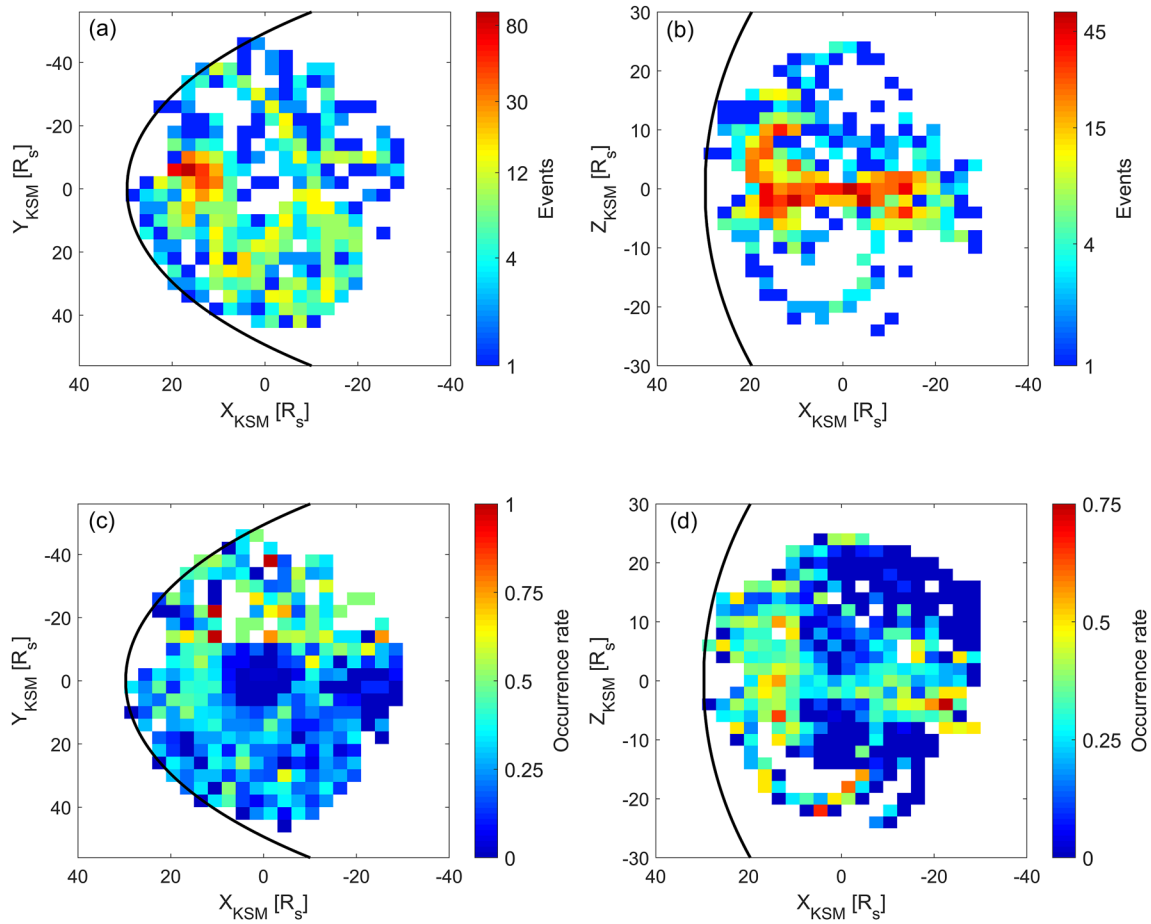 (a)
-40
-20
0
20
40
Y_KSM [R_s]
40 20 0 -20 -40
X_KSM [R_s]
80
30
12
4
1
Events
(b)
30
20
10
0
-10
-20
-30
Z_KSM [R_s]
40 20 0 -20 -40
X_KSM [R_s]
45
15
4
1
Events
(c)
-40
-20
0
20
40
Y_KSM [R_s]
40 20 0 -20 -40
X_KSM [R_s]
1
0.75
0.5
0.25
0
Occurrence rate
(d)
30
20
10
0
-10
-20
-30
Z_KSM [R_s]
40 20 0 -20 -40
X_KSM [R_s]
0.75
0.5
0.25
0
Occurrence rate